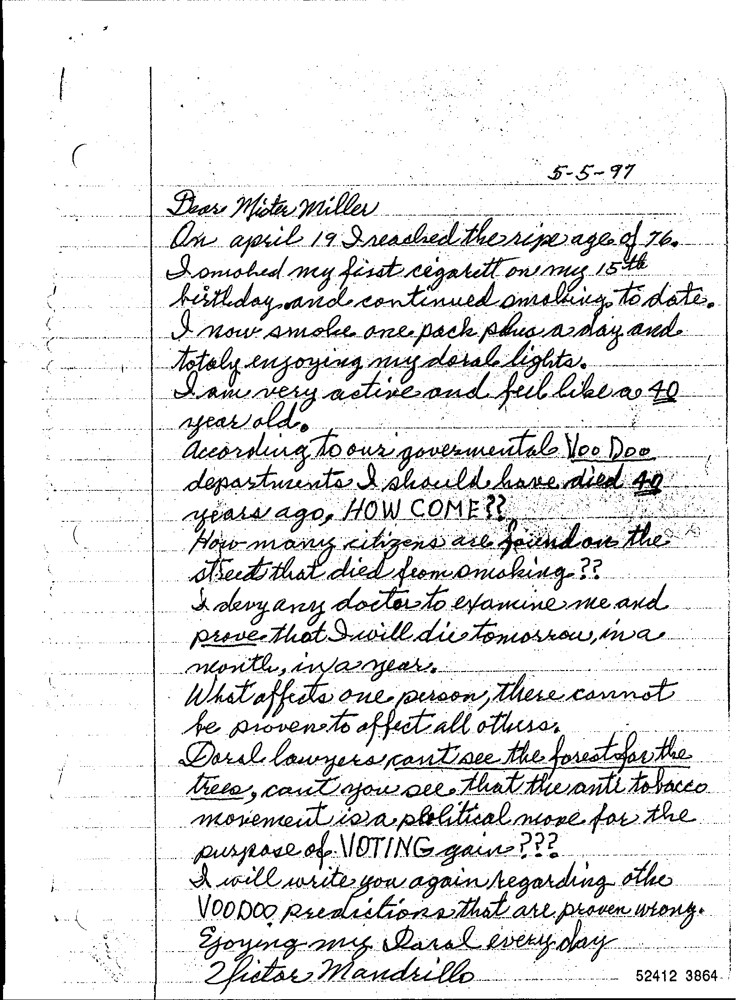 5-5-97
Dear Mister Miller
On april 19 I reached the ripe age of 76.
I smoked my first cigarett on my 15th
birthday and continued smoking to date.
I now smoke one pack plus a day and
totaly enjoying my doral lights.
I am very active and feel like a 40
year old.
According to our govermental Voo Doo
departments I should have died 40
years ago, HOW COME??
How many citizens are found on the
street that died from smoking??
I devy any doctor to examine me and
prove that I will die tomorrow, in a
month, in a year.
What affects one person, there cannot
be proven to affect all others.
Doral lawyers cant see the forest for the
trees, cant you see that the anti tobacco
movement is a political move for the
purpose of VOTING gain???
I will write you again regarding othe
VOODOO predictions that are proven wrong.
Ejoying my Doral every day
Victor Mandrillo
52412 3864